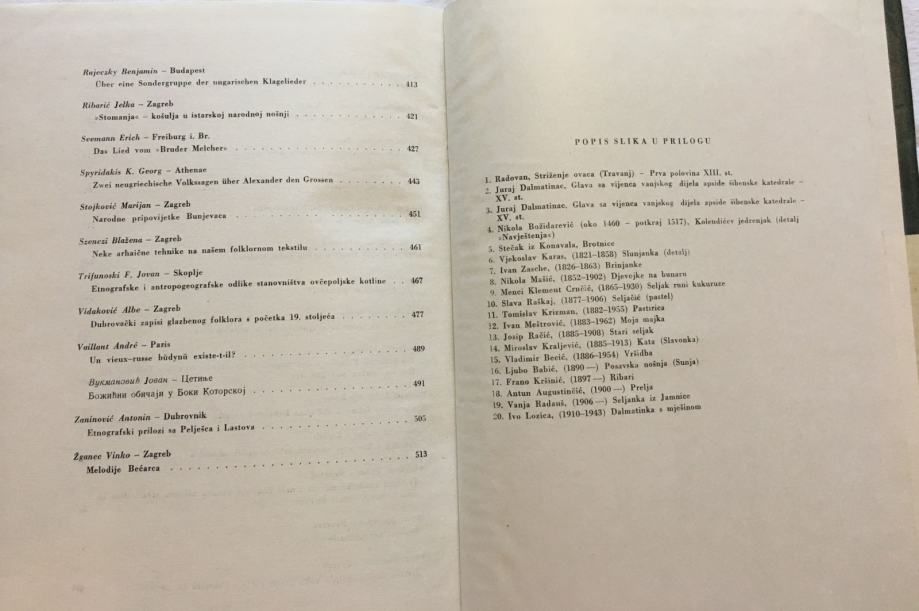 Rajeczky Benjamin – Budapest
Über eine Sondergruppe der ungarischen Klagelieder . . . . . . . . . . 413
Ribarić Jelka – Zagreb
»Stomanja« – košulja u istarskoj narodnoj nošnji . . . . . . . . . . . . 421
Seemann Erich – Freiburg i. Br.
Das Lied vom »Bruder Melcher« . . . . . . . . . . . . . . . . . . . 427
Spyridakis K. Georg – Athenae
Zwei neugriechische Volkssagen über Alexander den Grossen . . . . . . . 443
Stojković Marijan – Zagreb
Narodne pripovijetke Bunjevaca . . . . . . . . . . . . . . . . . . . 451
Szenezi Blažena – Zagreb
Neke arhaične tehnike na našem folklornom tekstilu . . . . . . . . . . . 461
Trifunoski F. Jovan – Skoplje
Etnografske i antropogeografske odlike stanovništva ovčepoljske kotline . . 467
Vidaković Albe – Zagreb
Dubrovački zapisi glazbenog folklora s početka 19. stoljeća . . . . . . . . 477
Vaillant André – Paris
Un vieux-russe būdynū existe-t-il? . . . . . . . . . . . . . . . . . . 489
Вукмановић Јован – Цетиње
Божићни обичаји у Боки Которској . . . . . . . . . . . . . . . . . 491
Zaninović Antonin – Dubrovnik
Etnografski prilozi sa Pelješca i Lastova . . . . . . . . . . . . . . . . 505
Žganec Vinko – Zagreb
Melodije Bećarca . . . . . . . . . . . . . . . . . . . . . . . . . 513
POPIS SLIKA U PRILOGU
1. Radovan, Striženje ovaca (Travanj) – Prva polovina XIII. st.
2. Juraj Dalmatinac, Glava sa vijenca vanjskog dijela apside šibenske katedrale –
XV. st.
3. Juraj Dalmatinac, Glava sa vijenca vanjskog dijela apside šibenske katedrale –
XV. st.
4. Nikola Božidarević (oko 1460 – potkraj 1517), Kolendićev jedrenjak (detalj
»Navještenja«)
5. Stećak iz Konavala, Brotnice
6. Vjekoslav Karas, (1821–1858) Slunjanka (detalj)
7. Ivan Zasche, (1826–1863) Brinjanke
8. Nikola Mašić, (1852–1902) Djevojke na bunaru
9. Menci Klement Crnčić, (1865–1930) Seljak runi kukuruze
10. Slava Raškaj, (1877–1906) Seljačić (pastel)
11. Tomislav Krizman, (1882–1955) Pastirica
12. Ivan Meštrović, (1883–1962) Moja majka
13. Josip Račić, (1885–1908) Stari seljak
14. Miroslav Kraljević, (1885–1913) Kata (Slavonka)
15. Vladimir Becić, (1886–1954) Vršidba
16. Ljubo Babić, (1890 —) Posavska nošnja (Sunja)
17. Frano Kršinić, (1897 —) Ribari
18. Antun Augustinčić, (1900 —) Prelja
19. Vanja Radauš, (1906 —) Seljanka iz Jamnice
20. Ivo Lozica, (1910–1943) Dalmatinka s mješinom